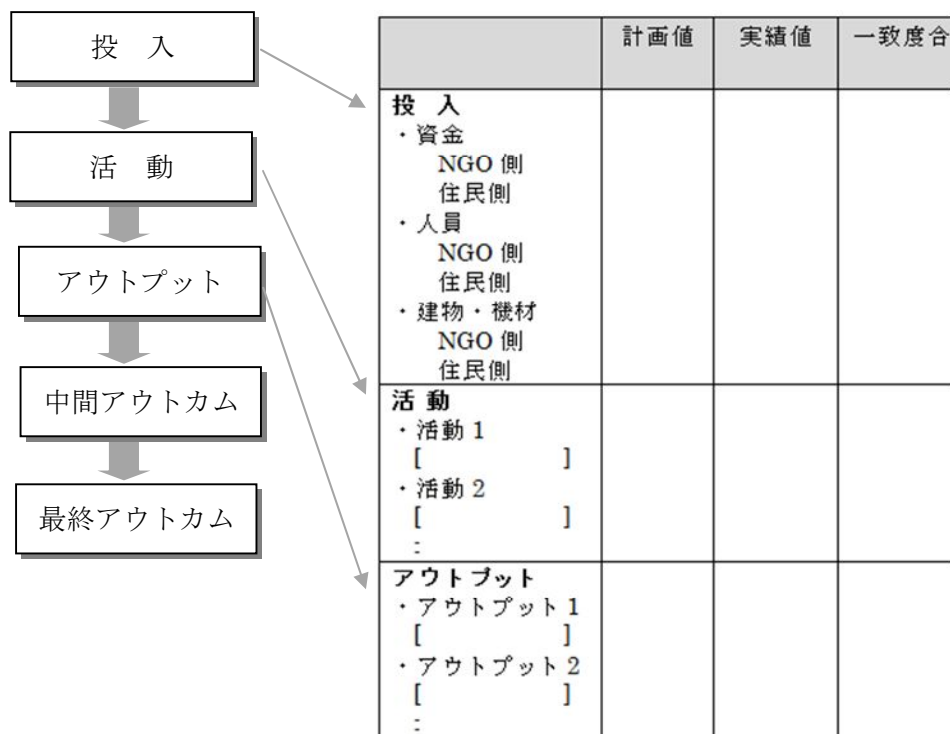 投 入
活 動
アウトプット
中間アウトカム
最終アウトカム
計画値 実績値 一致度合
投 入
・資金
NGO 側
住民側
・人員
NGO 側
住民側
・建物・機材
NGO 側
住民側
活 動
・活動 1
[ ]
・活動 2
[ ]
:
アウトプット
・アウトプット 1
[ ]
・アウトプット 2
[ ]
: